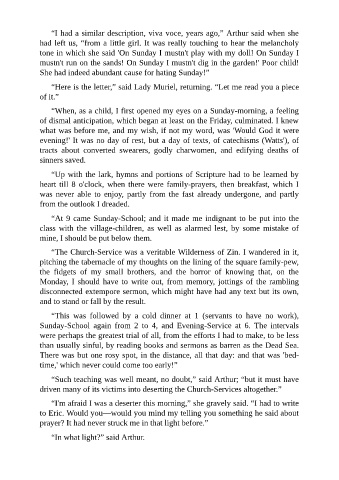 “I had a similar description, viva voce, years ago,” Arthur said when she
had left us, “from a little girl. It was really touching to hear the melancholy
tone in which she said 'On Sunday I mustn't play with my doll! On Sunday I
mustn't run on the sands! On Sunday I mustn't dig in the garden!' Poor child!
She had indeed abundant cause for hating Sunday!”
“Here is the letter,” said Lady Muriel, returning. “Let me read you a piece
of it.”
“When, as a child, I first opened my eyes on a Sunday-morning, a feeling
of dismal anticipation, which began at least on the Friday, culminated. I knew
what was before me, and my wish, if not my word, was 'Would God it were
evening!' It was no day of rest, but a day of texts, of catechisms (Watts'), of
tracts about converted swearers, godly charwomen, and edifying deaths of
sinners saved.
“Up with the lark, hymns and portions of Scripture had to be learned by
heart till 8 o'clock, when there were family-prayers, then breakfast, which I
was never able to enjoy, partly from the fast already undergone, and partly
from the outlook I dreaded.
“At 9 came Sunday-School; and it made me indignant to be put into the
class with the village-children, as well as alarmed lest, by some mistake of
mine, I should be put below them.
“The Church-Service was a veritable Wilderness of Zin. I wandered in it,
pitching the tabernacle of my thoughts on the lining of the square family-pew,
the fidgets of my small brothers, and the horror of knowing that, on the
Monday, I should have to write out, from memory, jottings of the rambling
disconnected extempore sermon, which might have had any text but its own,
and to stand or fall by the result.
“This was followed by a cold dinner at 1 (servants to have no work),
Sunday-School again from 2 to 4, and Evening-Service at 6. The intervals
were perhaps the greatest trial of all, from the efforts I had to make, to be less
than usually sinful, by reading books and sermons as barren as the Dead Sea.
There was but one rosy spot, in the distance, all that day: and that was 'bed-
time,' which never could come too early!”
“Such teaching was well meant, no doubt,” said Arthur; “but it must have
driven many of its victims into deserting the Church-Services altogether.”
“I'm afraid I was a deserter this morning,” she gravely said. “I had to write
to Eric. Would you—would you mind my telling you something he said about
prayer? It had never struck me in that light before.”
“In what light?” said Arthur.